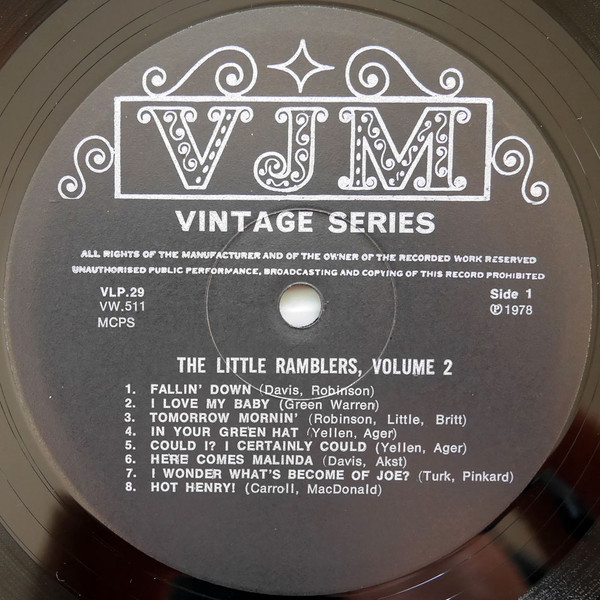 VJM
VINTAGE SERIES
ALL RIGHTS OF THE MANUFACTURER AND OF THE OWNER OF THE RECORDED WORK RESERVED
UNAUTHORISED PUBLIC PERFORMANCE, BROADCASTING AND COPYING OF THIS RECORD PROHIBITED
VLP.29
VW.511
MCPS
Side 1
℗ 1978
THE LITTLE RAMBLERS, VOLUME 2
1. FALLIN' DOWN (Davis, Robinson)
2. I LOVE MY BABY (Green Warren)
3. TOMORROW MORNIN' (Robinson, Little, Britt)
4. IN YOUR GREEN HAT (Yellen, Ager)
5. COULD I? I CERTAINLY COULD (Yellen, Ager)
6. HERE COMES MALINDA (Davis, Akst)
7. I WONDER WHAT'S BECOME OF JOE? (Turk, Pinkard)
8. HOT HENRY! (Carroll, MacDonald)